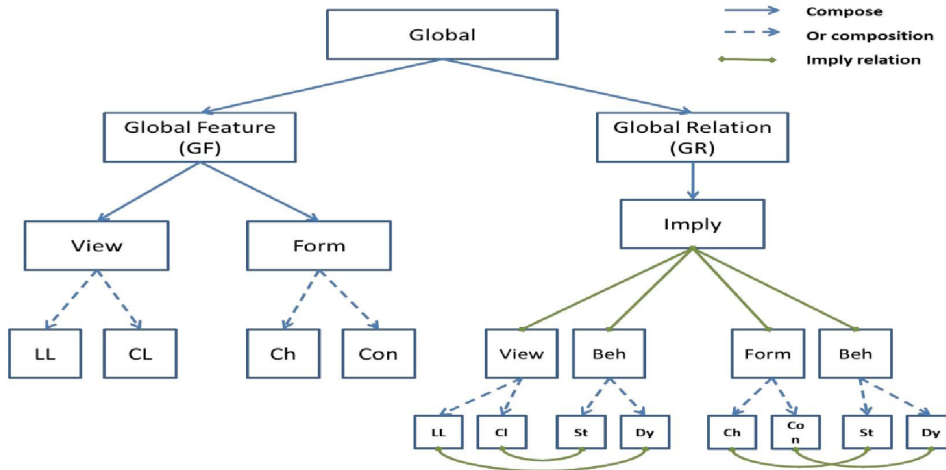 Global
Compose
Or composition
Imply relation
Global Feature
(GF)
Global Relation
(GR)
View
Form
Imply
LL
CL
Ch
Con
View
Beh
Form
Beh
LL
Cl
St
Dy
Ch
Co
n
St
Dy